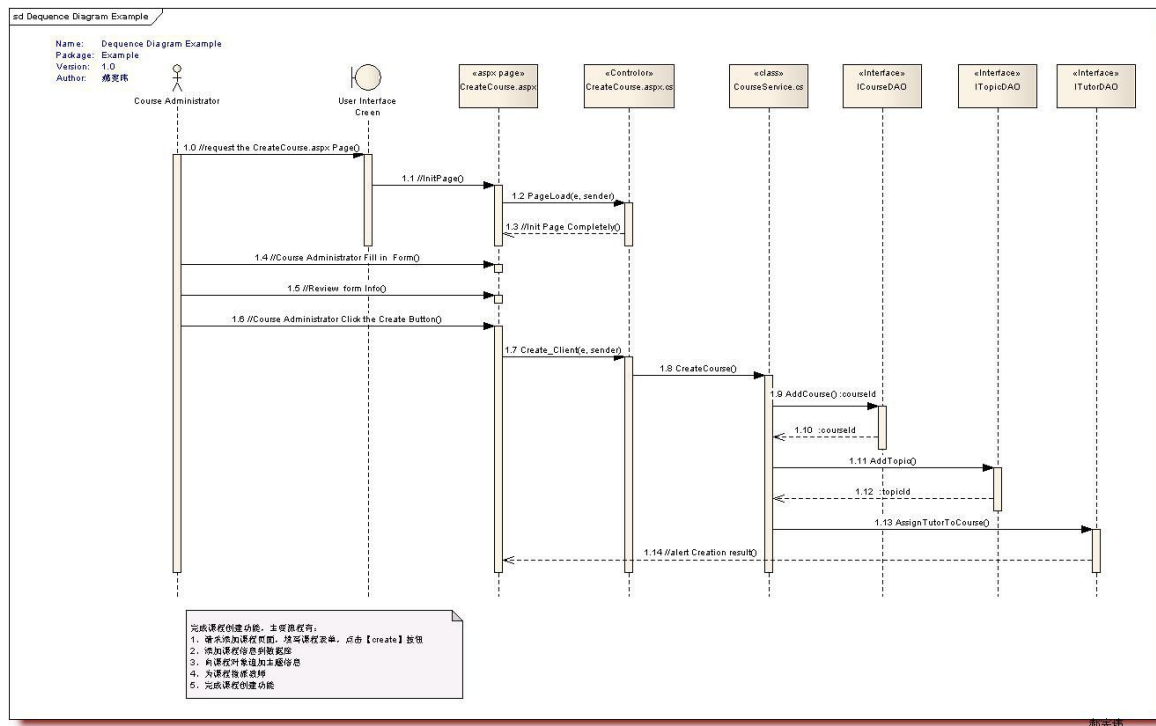 sd Dequence Diagram Example
Name: Dequence Diagram Example
Package: Example
Version: 1.0
Author: 郝宪玮
Course Administrator
User Interface
Creen
«aspx page»
CreateCourse.aspx
«Controlor»
CreateCourse.aspx.cs
«class»
CourseService.cs
«Interface»
ICourseDAO
«Interface»
ITopicDAO
«Interface»
ITutorDAO
1.0 //request the CreateCourse.aspx Page()
1.1 //InitPage()
1.2 PageLoad(e, sender)
1.3 //Init Page Completely()
1.4 //Course Administrator Fill in Form()
1.5 //Review form Info()
1.6 //Course Administrator Click the Create Button()
1.7 Create_Client(e, sender)
1.8 CreateCourse()
1.9 AddCourse() :courseId
1.10 :courseId
1.11 AddTopic()
1.12 :topicId
1.13 AssignTutorToCourse()
1.14 //alert Creation result()
完成课程创建功能，主要流程有：
1. 请求添加课程页面，填写课程表单，点击【create】按钮
2. 添加课程信息到数据库
3. 向课程对象追加主题信息
4. 为课程指派教师
5. 完成课程创建功能